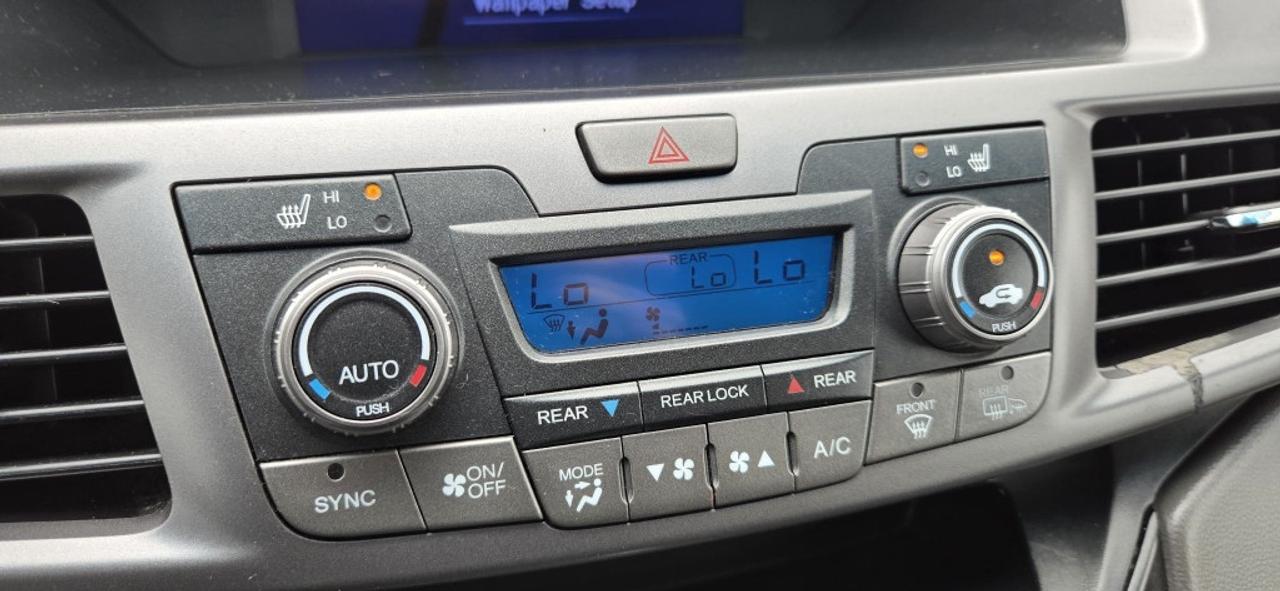 Wallpaper Setup
HI
LO
HI
LO
Lo
REAR
Lo
Lo
AUTO
PUSH
PUSH
REAR
REAR LOCK
REAR
SYNC
ON/
OFF
MODE
A/C
FRONT
REAR